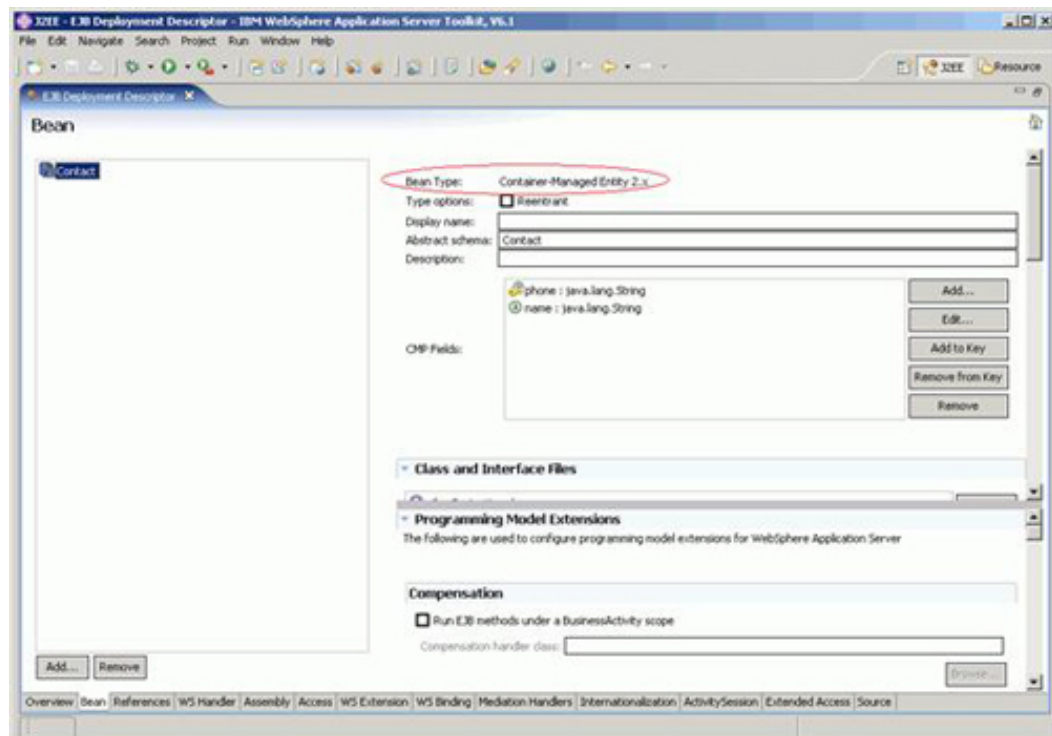 J2EE - EJB Deployment Descriptor - IBM WebSphere Application Server Toolkit, V6.1
File Edit Navigate Search Project Run Window Help
J2EE Resource
EJB Deployment Descriptor
Bean
Contact
Bean Type: Container-Managed Entity 2.x
Type options: Reentrant
Display name:
Abstract schema: Contact
Description:
phone : java.lang.String
name : java.lang.String
CMP Fields:
Add...
Edit...
Add to Key
Remove from Key
Remove
Class and Interface Files
Programming Model Extensions
The following are used to configure programming model extensions for WebSphere Application Server
Compensation
Run EJB methods under a BusinessActivity scope
Compensation handler class:
Browse...
Add... Remove
Overview Bean References WS Handler Assembly Access WS Extension WS Binding Mediation Handlers Internationalization ActivitySession Extended Access Source